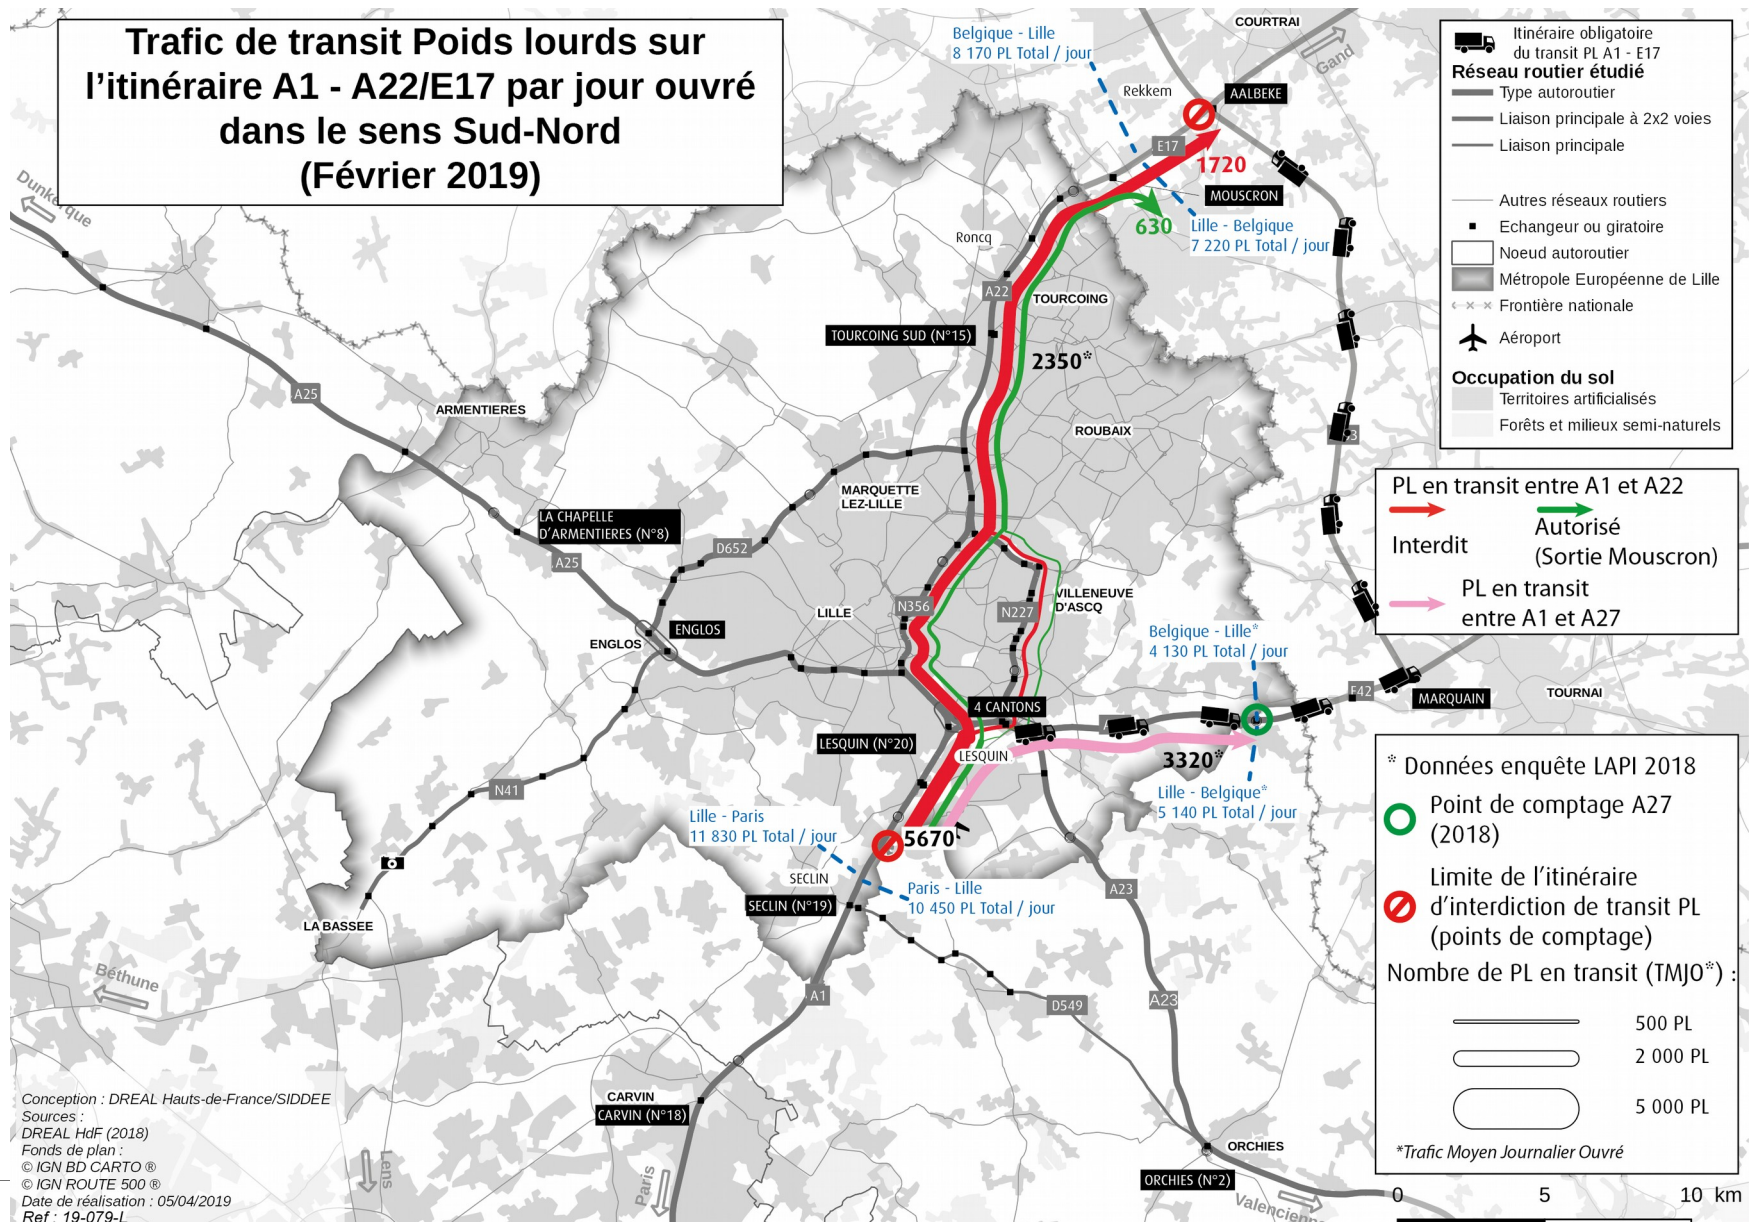 Trafic de transit Poids lourds sur
l'itinéraire A1 - A22/E17 par jour ouvré
dans le sens Sud-Nord
(Février 2019)
Belgique - Lille
8 170 PL Total / jour
COURTRAI
Gand
Rekkem
AALBEKE
E17
1720
MOUSCRON
630
Lille - Belgique
7 220 PL Total / jour
Dunkerque
Roncq
A22
TOURCOING
TOURCOING SUD (N°15)
2350*
A25
ARMENTIERES
ROUBAIX
MARQUETTE
LEZ-LILLE
LA CHAPELLE
D'ARMENTIERES (N°8)
A25
D652
N356
N227
VILLENEUVE
D'ASCQ
LILLE
ENGLOS
ENGLOS
Belgique - Lille*
4 130 PL Total / jour
E42
MARQUAIN
TOURNAI
4 CANTONS
LESQUIN (N°20)
LESQUIN
3320*
Lille - Belgique*
5 140 PL Total / jour
N41
Lille - Paris
11 830 PL Total / jour
5670*
SECLIN
SECLIN (N°19)
Paris - Lille
10 450 PL Total / jour
A23
LA BASSEE
Béthune
A1
D549
A23
CARVIN
CARVIN (N°18)
ORCHIES
ORCHIES (N°2)
Lens
Paris
Valencienn
Itinéraire obligatoire
du transit PL A1 - E17
Réseau routier étudié
Type autoroutier
Liaison principale à 2x2 voies
Liaison principale
Autres réseaux routiers
Echangeur ou giratoire
Noeud autoroutier
Métropole Européenne de Lille
Frontière nationale
Aéroport
Occupation du sol
Territoires artificialisés
Forêts et milieux semi-naturels
PL en transit entre A1 et A22
Interdit
Autorisé
(Sortie Mouscron)
PL en transit
entre A1 et A27
* Données enquête LAPI 2018
Point de comptage A27
(2018)
Limite de l'itinéraire
d'interdiction de transit PL
(points de comptage)
Nombre de PL en transit (TMJO*) :
500 PL
2 000 PL
5 000 PL
*Trafic Moyen Journalier Ouvré
0 5 10 km
Conception : DREAL Hauts-de-France/SIDDEE
Sources :
DREAL HdF (2018)
Fonds de plan :
© IGN BD CARTO ®
© IGN ROUTE 500 ®
Date de réalisation : 05/04/2019
Ref : 19-079-L